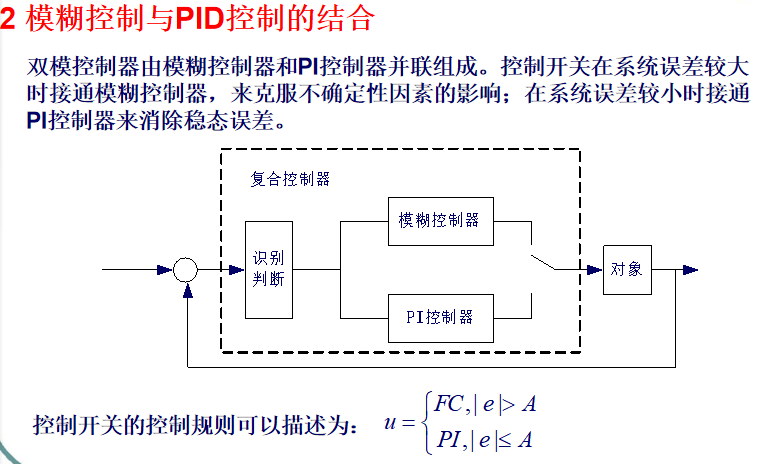 2 模糊控制与PID控制的结合
双模控制器由模糊控制器和PI控制器并联组成。控制开关在系统误差较大
时接通模糊控制器，来克服不确定性因素的影响；在系统误差较小时接通
PI控制器来消除稳态误差。
复合控制器
模糊控制器
识别
判断
对象
PI控制器
控制开关的控制规则可以描述为：
u = { FC,| e |> A
PI,| e |≤ A